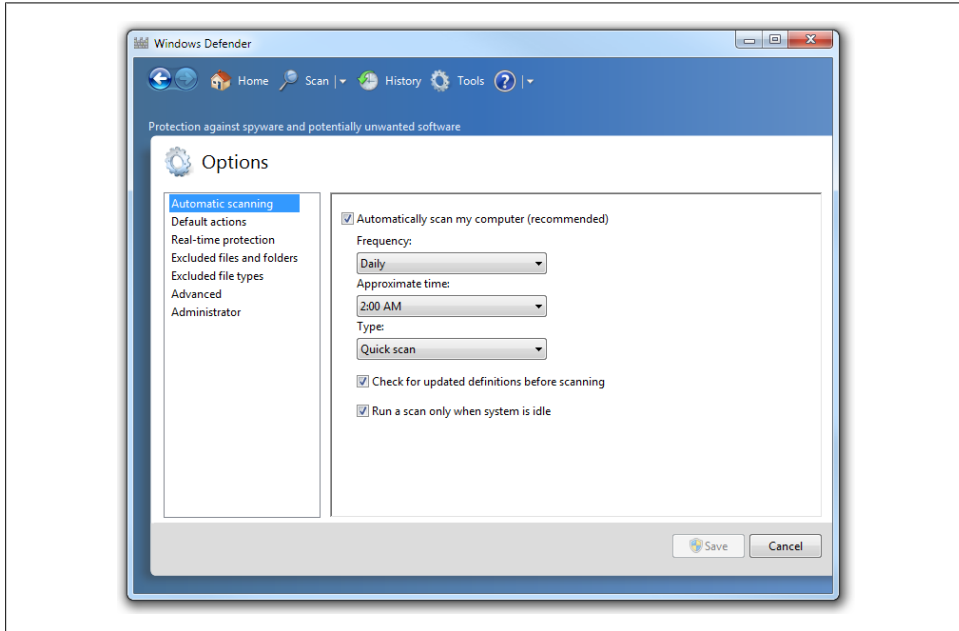 Windows Defender
Home Scan History Tools
Protection against spyware and potentially unwanted software
Options
Automatic scanning
Default actions
Real-time protection
Excluded files and folders
Excluded file types
Advanced
Administrator
Automatically scan my computer (recommended)
Frequency:
Daily
Approximate time:
2:00 AM
Type:
Quick scan
Check for updated definitions before scanning
Run a scan only when system is idle
Save Cancel